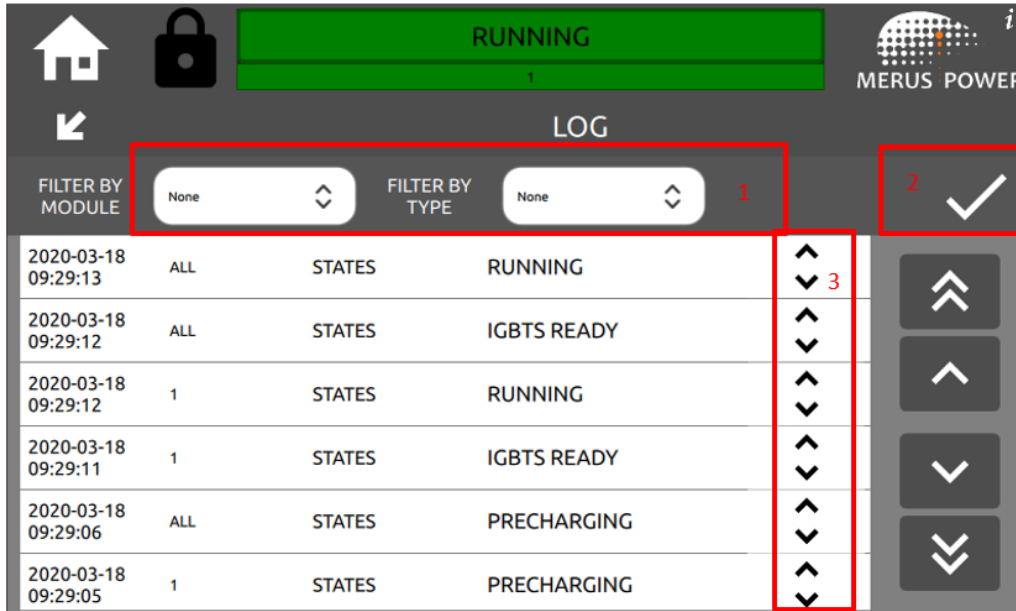 RUNNING
1
i
MERUS POWER
LOG
FILTER BY MODULE
None
FILTER BY TYPE
None
1
2
2020-03-18 09:29:13 ALL STATES RUNNING
3
2020-03-18 09:29:12 ALL STATES IGBTS READY
2020-03-18 09:29:12 1 STATES RUNNING
2020-03-18 09:29:11 1 STATES IGBTS READY
2020-03-18 09:29:06 ALL STATES PRECHARGING
2020-03-18 09:29:05 1 STATES PRECHARGING